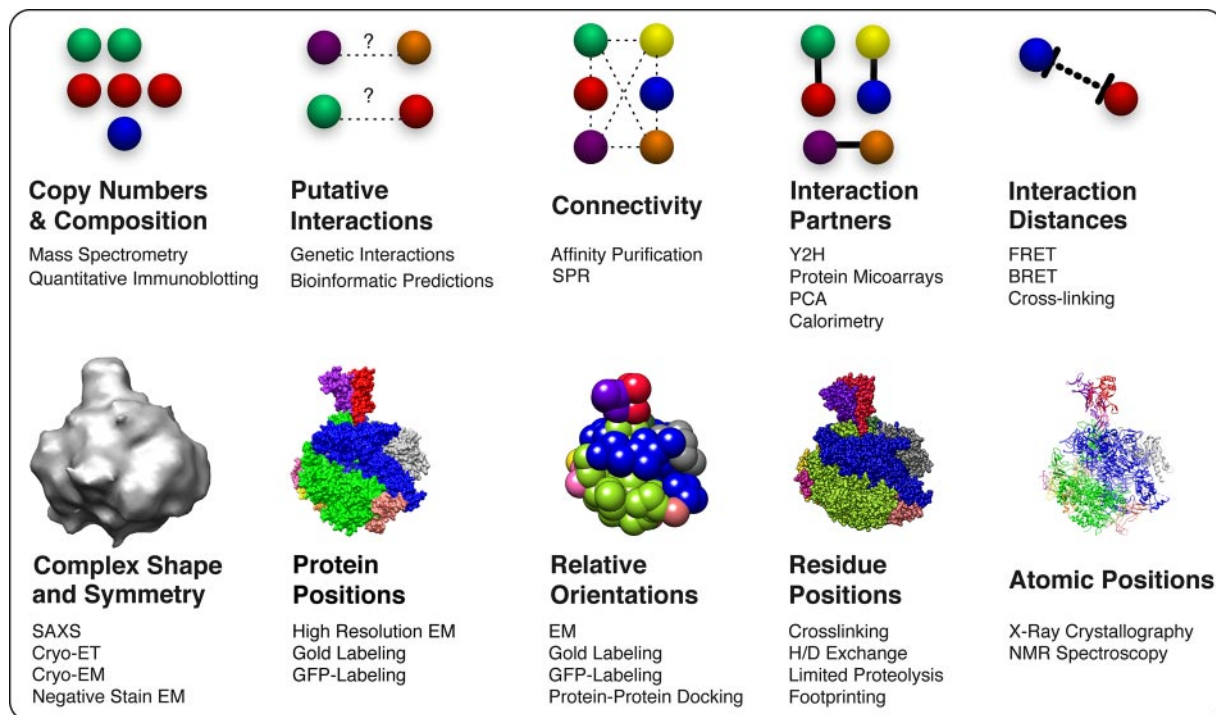 ?
?
Copy Numbers
& Composition
Mass Spectrometry
Quantitative Immunoblotting
Putative
Interactions
Genetic Interactions
Bioinformatic Predictions
Connectivity
Affinity Purification
SPR
Interaction
Partners
Y2H
Protein Micoarrays
PCA
Calorimetry
Interaction
Distances
FRET
BRET
Cross-linking
Complex Shape
and Symmetry
SAXS
Cryo-ET
Cryo-EM
Negative Stain EM
Protein
Positions
High Resolution EM
Gold Labeling
GFP-Labeling
Relative
Orientations
EM
Gold Labeling
GFP-Labeling
Protein-Protein Docking
Residue
Positions
Crosslinking
H/D Exchange
Limited Proteolysis
Footprinting
Atomic Positions
X-Ray Crystallography
NMR Spectroscopy